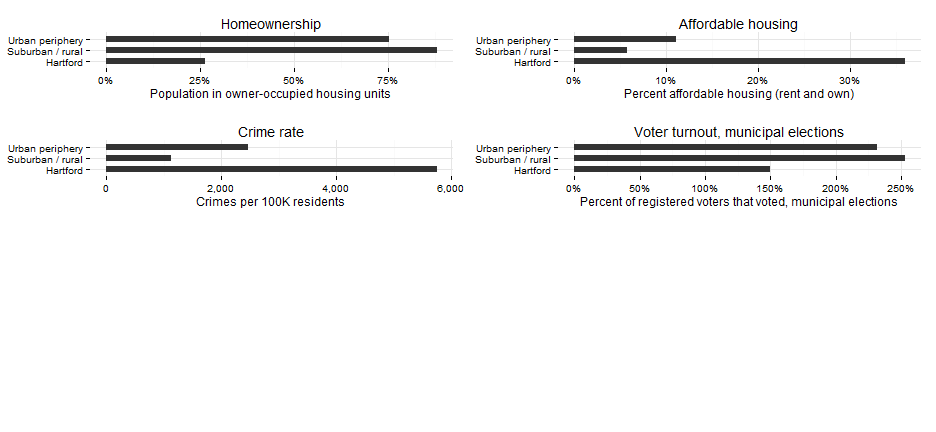 Homeownership
Urban periphery
Suburban / rural
Hartford
0% 25% 50% 75%
Population in owner-occupied housing units
Affordable housing
Urban periphery
Suburban / rural
Hartford
0% 10% 20% 30%
Percent affordable housing (rent and own)
Crime rate
Urban periphery
Suburban / rural
Hartford
0 2,000 4,000 6,000
Crimes per 100K residents
Voter turnout, municipal elections
Urban periphery
Suburban / rural
Hartford
0% 50% 100% 150% 200% 250%
Percent of registered voters that voted, municipal elections